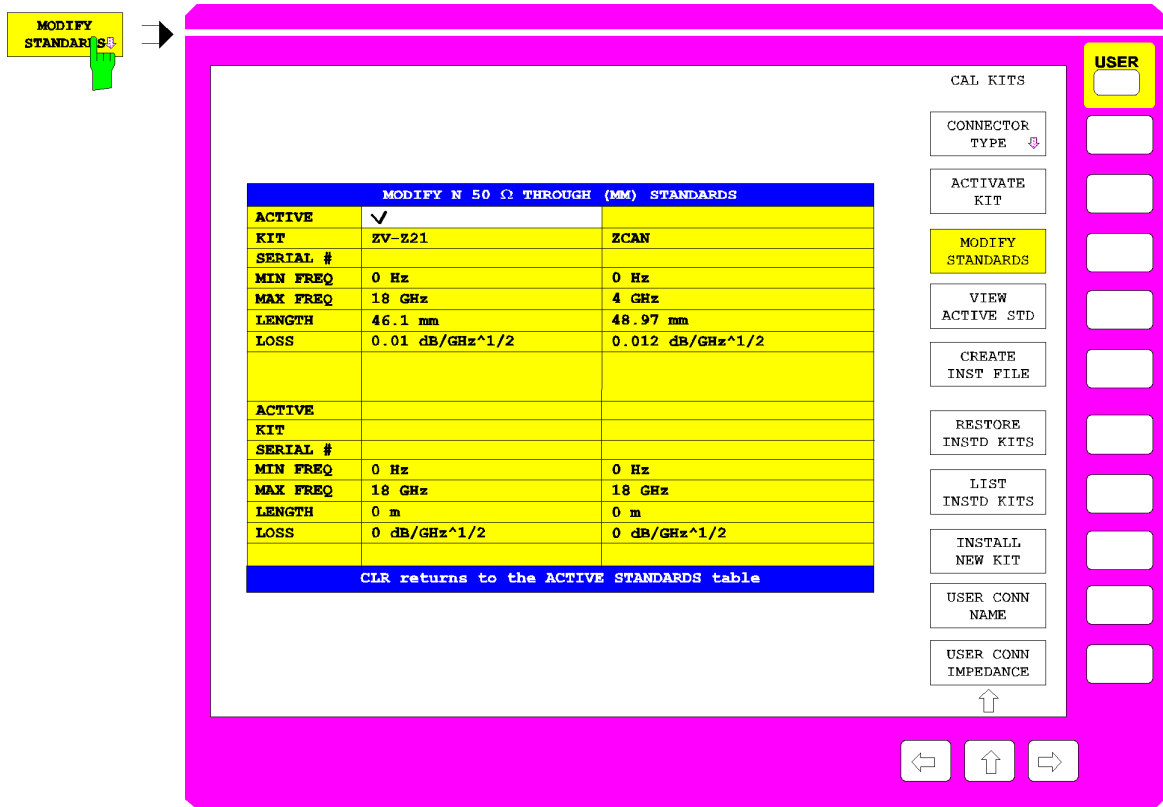 MODIFY
STANDARDS
USER
CAL KITS
CONNECTOR
TYPE
ACTIVATE
KIT
MODIFY
STANDARDS
VIEW
ACTIVE STD
CREATE
INST FILE
RESTORE
INSTD KITS
LIST
INSTD KITS
INSTALL
NEW KIT
USER CONN
NAME
USER CONN
IMPEDANCE
MODIFY N 50 Ω THROUGH (MM) STANDARDS
ACTIVE ✓
KIT ZV-Z21 ZCAN
SERIAL #
MIN FREQ 0 Hz 0 Hz
MAX FREQ 18 GHz 4 GHz
LENGTH 46.1 mm 48.97 mm
LOSS 0.01 dB/GHz^1/2 0.012 dB/GHz^1/2
ACTIVE
KIT
SERIAL #
MIN FREQ 0 Hz 0 Hz
MAX FREQ 18 GHz 18 GHz
LENGTH 0 m 0 m
LOSS 0 dB/GHz^1/2 0 dB/GHz^1/2
CLR returns to the ACTIVE STANDARDS table